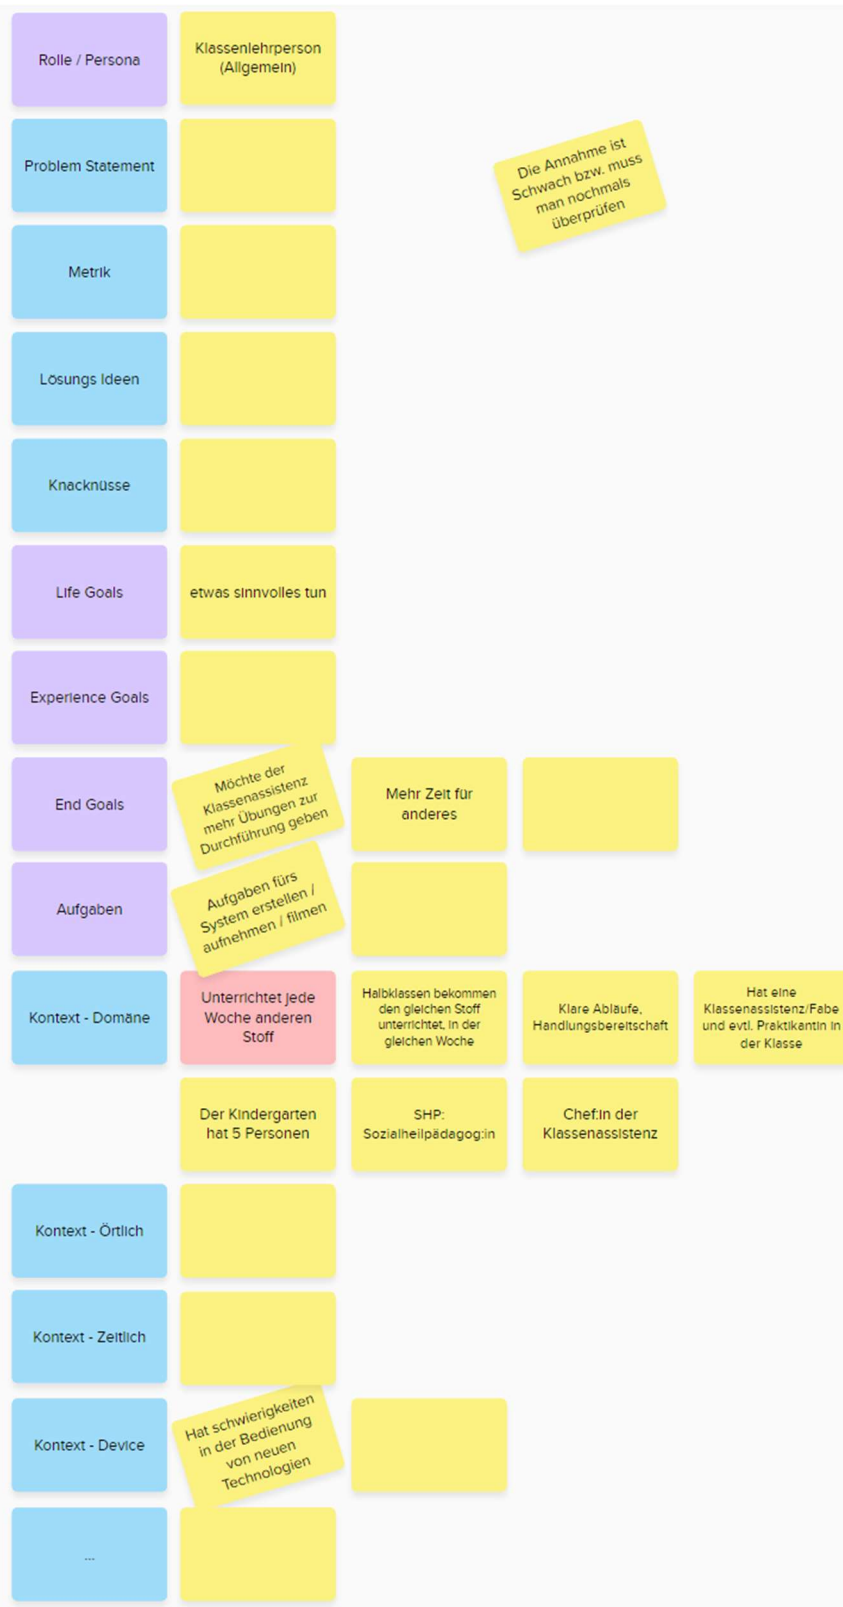 Rolle / Persona
Klassenlehrperson
(Allgemein)
Problem Statement
Die Annahme ist
Schwach bzw. muss
man nochmals
überprüfen
Metrik
Lösungs Ideen
Knacknüsse
Life Goals
etwas sinnvolles tun
Experience Goals
End Goals
Möchte der
Klassenassistenz
mehr Übungen zur
Durchführung geben
Mehr Zeit für
anderes
Aufgaben
Aufgaben fürs
System erstellen /
aufnehmen / filmen
Kontext - Domäne
Unterrichtet jede
Woche anderen
Stoff
Halbklassen bekommen
den gleichen Stoff
unterrichtet, in der
gleichen Woche
Klare Abläufe,
Handlungsbereitschaft
Hat eine
Klassenassistenz/Fabe
und evtl. Praktikantin in
der Klasse
Der Kindergarten
hat 5 Personen
SHP:
Sozialheilpädagog:in
Chef:in der
Klassenassistenz
Kontext - Örtlich
Kontext - Zeitlich
Kontext - Device
Hat schwierigkeiten
in der Bedienung
von neuen
Technologien
...